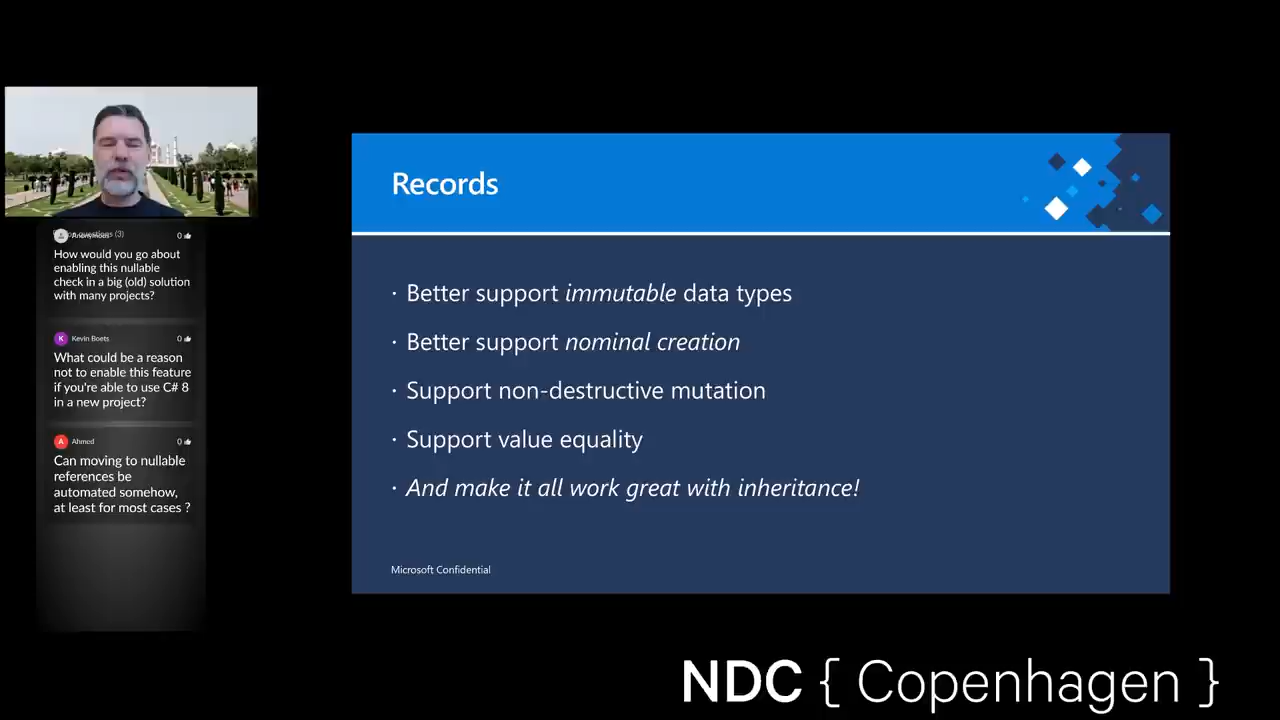 Anonymous
questions (3)
0
How would you go about
enabling this nullable
check in a big (old) solution
with many projects?
K
Kevin Boets
0
What could be a reason
not to enable this feature
if you're able to use C# 8
in a new project?
A
Ahmed
0
Can moving to nullable
references be
automated somehow,
at least for most cases ?
Records
· Better support immutable data types
· Better support nominal creation
· Support non-destructive mutation
· Support value equality
· And make it all work great with inheritance!
Microsoft Confidential
NDC { Copenhagen }